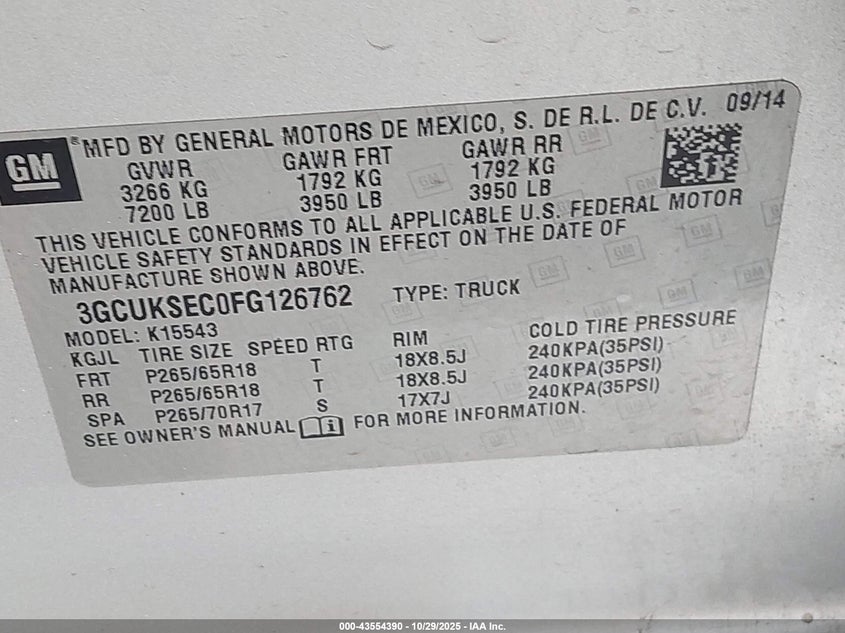 GM
®MFD BY GENERAL MOTORS DE MEXICO, S. DE R.L. DE C.V. 09/14
GVWR GAWR FRT GAWR RR
3266 KG 1792 KG 1792 KG
7200 LB 3950 LB 3950 LB
THIS VEHICLE CONFORMS TO ALL APPLICABLE U.S. FEDERAL MOTOR
VEHICLE SAFETY STANDARDS IN EFFECT ON THE DATE OF
MANUFACTURE SHOWN ABOVE.
3GCUKSEC0FG126762 TYPE: TRUCK
MODEL: K15543
KGJL TIRE SIZE SPEED RTG RIM COLD TIRE PRESSURE
FRT P265/65R18 T 18X8.5J 240KPA(35PSI)
RR P265/65R18 T 18X8.5J 240KPA(35PSI)
SPA P265/70R17 S 17X7J 240KPA(35PSI)
SEE OWNER'S MANUAL FOR MORE INFORMATION.
000-43554390 - 10/29/2025 - IAA Inc.